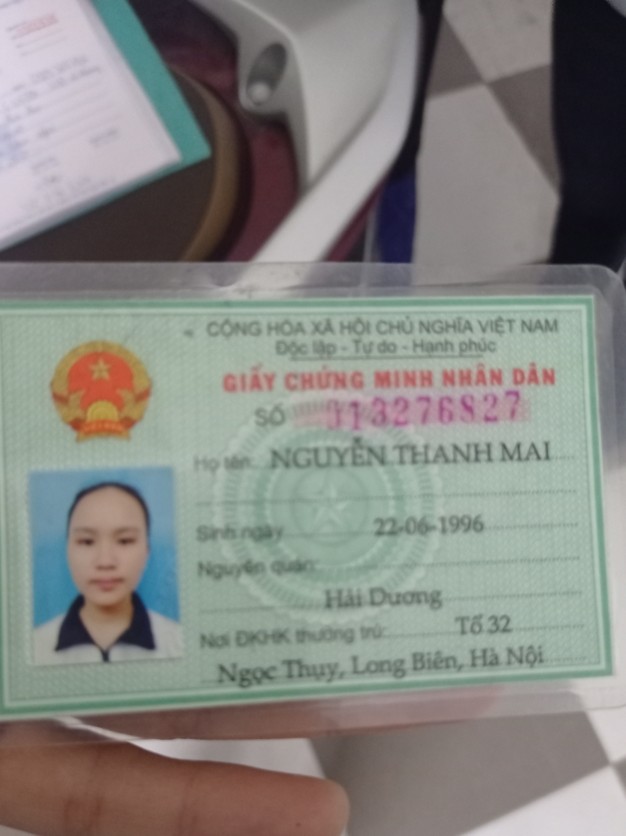 CỘNG HÒA XÃ HỘI CHỦ NGHĨA VIỆT NAM
Độc lập - Tự do - Hạnh phúc
GIẤY CHỨNG MINH NHÂN DÂN
SỐ 013276827
Họ tên: NGUYỄN THANH MAI
Sinh ngày 22-06-1996
Nguyên quán:
Hải Dương
Nơi ĐKHK thường trú: Tổ 32
Ngọc Thụy, Long Biên, Hà Nội